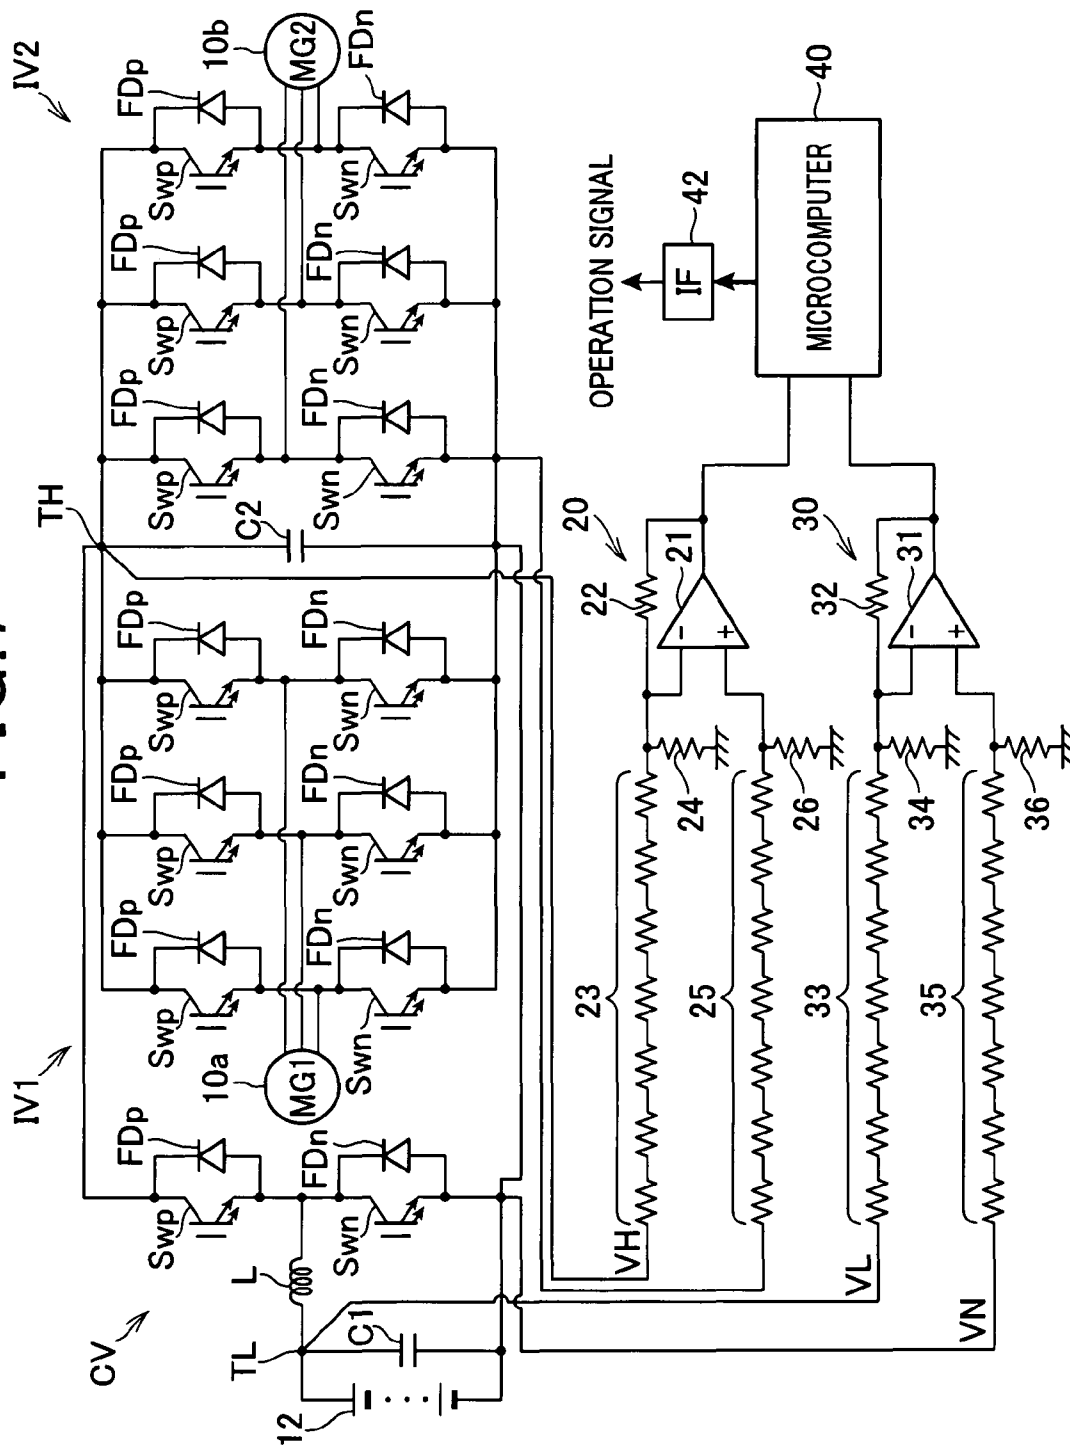 IV2
10b
MG2
FDp
FDn
Swp
Swn
FDp
FDn
Swp
Swn
FDp
FDn
Swp
Swn
TH
C2
FDp
FDn
Swp
Swn
FDp
FDn
Swp
Swn
FDp
FDn
Swp
Swn
IV1
10a
MG1
FDp
FDn
Swp
Swn
L
CV
TL
C1
12
40
MICROCOMPUTER
42
IF
OPERATION SIGNAL
20
21
22
23
24
25
26
30
31
32
33
34
35
36
-
+
-
+
VH
VL
VN